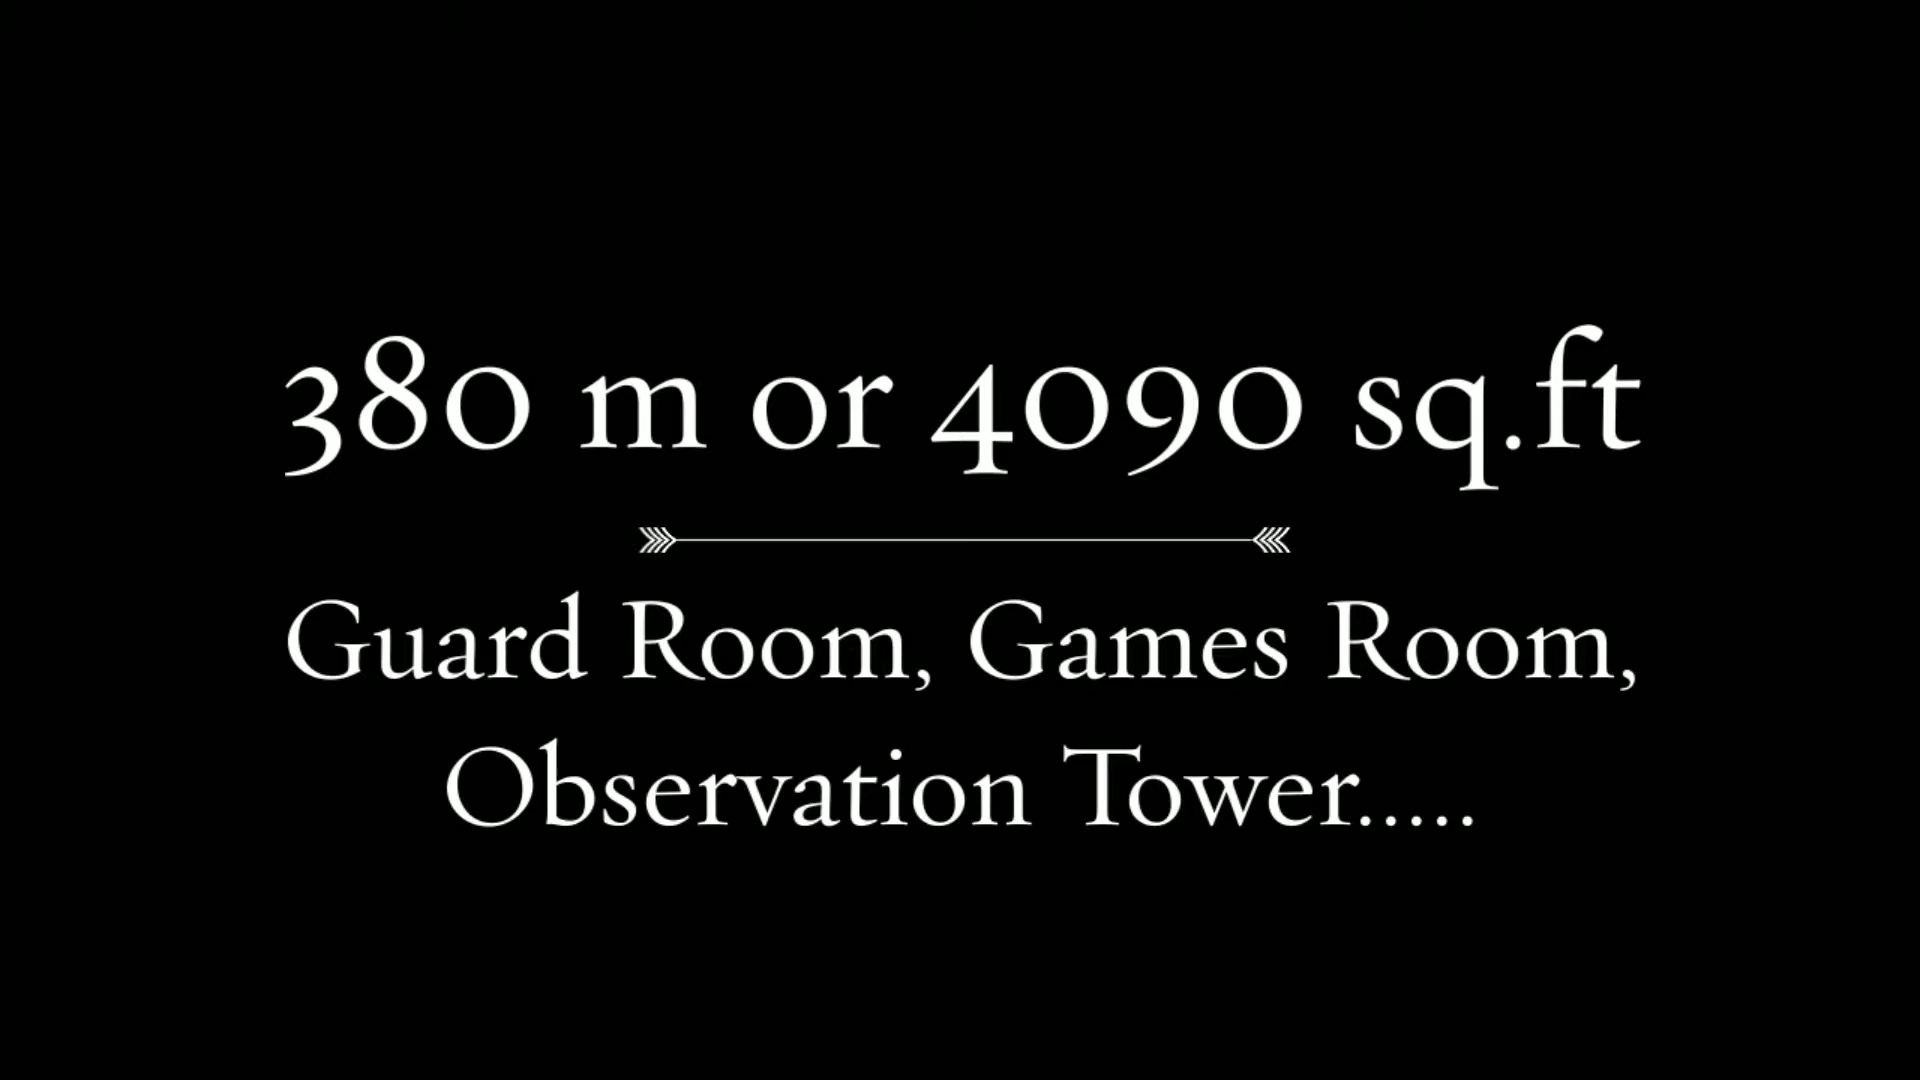 380 m or 4090 sq.ft
Guard Room, Games Room,
Observation Tower.....